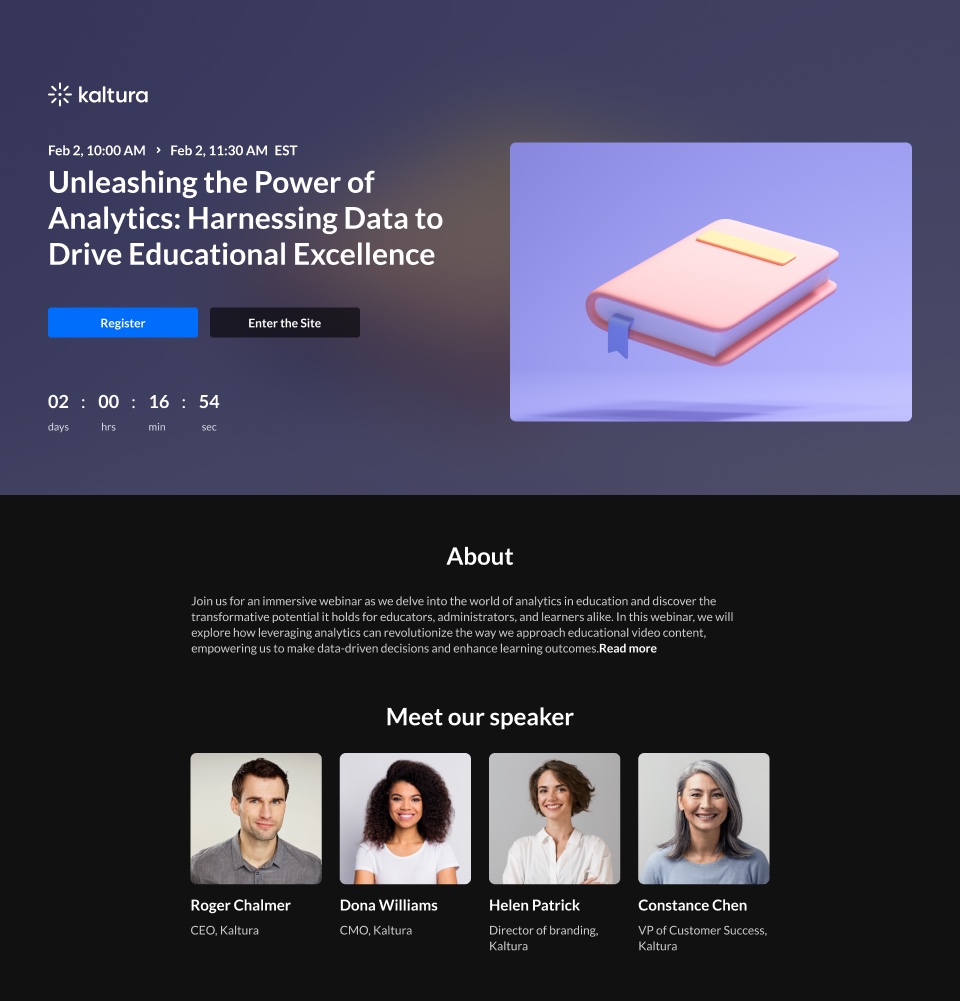 kaltura
Feb 2, 10:00 AM > Feb 2, 11:30 AM EST
Unleashing the Power of
Analytics: Harnessing Data to
Drive Educational Excellence
Register
Enter the Site
02 : 00 : 16 : 54
days hrs min sec
About
Join us for an immersive webinar as we delve into the world of analytics in education and discover the
transformative potential it holds for educators, administrators, and learners alike. In this webinar, we will
explore how leveraging analytics can revolutionize the way we approach educational video content,
empowering us to make data-driven decisions and enhance learning outcomes.Read more
Meet our speaker
Roger Chalmer
CEO, Kaltura
Dona Williams
CMO, Kaltura
Helen Patrick
Director of branding,
Kaltura
Constance Chen
VP of Customer Success,
Kaltura